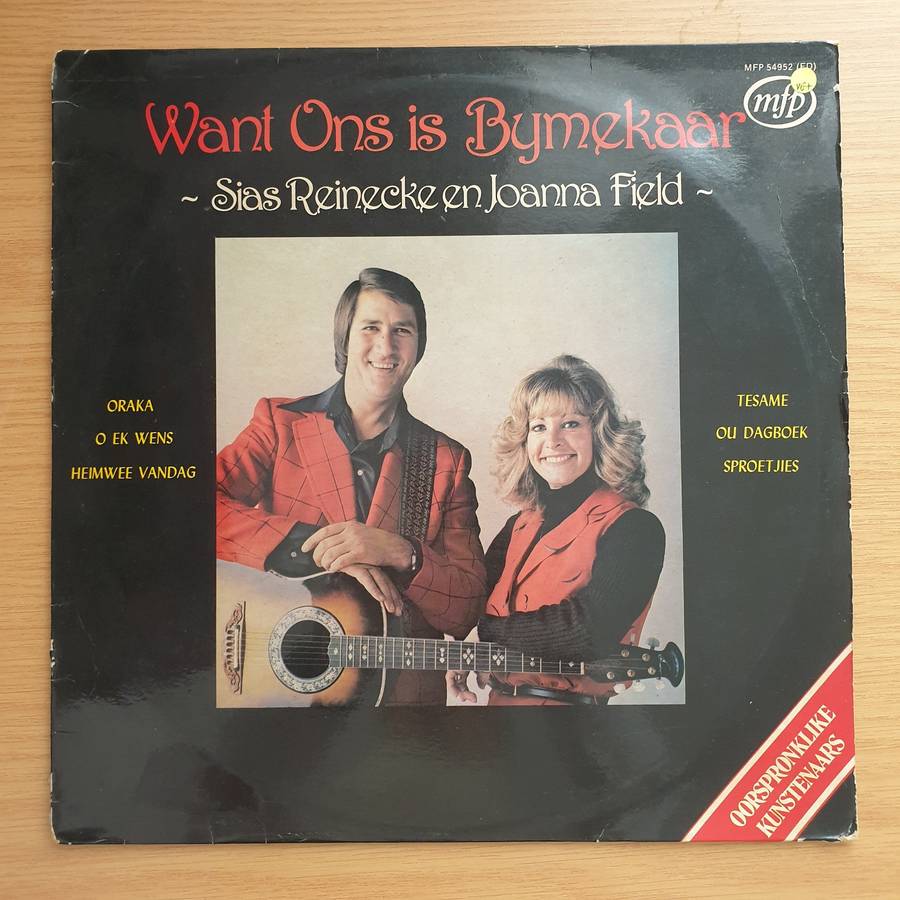 MFP 54952 (ED)
mfp
VG+
Want Ons is Bymekaar
~ Sias Reinecke en Joanna Field ~
ORAKA
O EK WENS
HEIMWEE VANDAG
TESAME
OU DAGBOEK
SPROETJIES
OORSPRONKLIKE
KUNSTENAARS